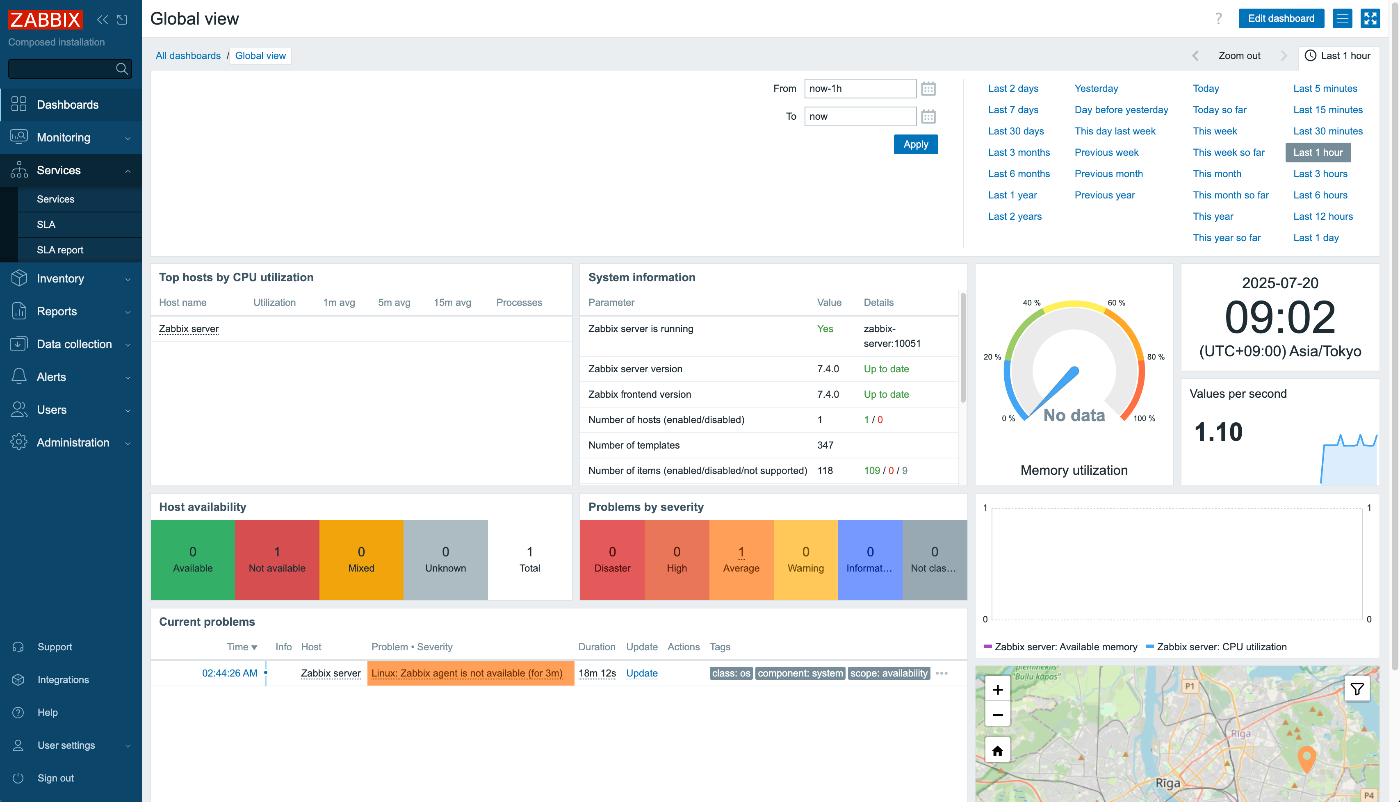 ZABBIX
Composed installation
Dashboards
Monitoring
Services
Services
SLA
SLA report
Inventory
Reports
Data collection
Alerts
Users
Administration
Support
Integrations
Help
User settings
Sign out
Global view
? Edit dashboard
All dashboards / Global view
Zoom out Last 1 hour
From now-1h
To now
Apply
Last 2 days Yesterday Today Last 5 minutes
Last 7 days Day before yesterday Today so far Last 15 minutes
Last 30 days This day last week This week Last 30 minutes
Last 3 months Previous week This week so far Last 1 hour
Last 6 months Previous month This month Last 3 hours
Last 1 year Previous year This month so far Last 6 hours
Last 2 years This year Last 12 hours
This year so far Last 1 day
Top hosts by CPU utilization
Host name Utilization 1m avg 5m avg 15m avg Processes
Zabbix server
System information
Parameter Value Details
Zabbix server is running Yes zabbix-
server:10051
Zabbix server version 7.4.0 Up to date
Zabbix frontend version 7.4.0 Up to date
Number of hosts (enabled/disabled) 1 1 / 0
Number of templates 347
Number of items (enabled/disabled/not supported) 118 109 / 0 / 9
40 % 60 %
20 % 80 %
0 % No data 100 %
Memory utilization
2025-07-20
09:02
(UTC+09:00) Asia/Tokyo
Values per second
1.10
Host availability
0 1 0 0 1
Available Not available Mixed Unknown Total
Problems by severity
0 0 1 0 0 0
Disaster High Average Warning Informat... Not clas...
1 1
0 0
Zabbix server: Available memory Zabbix server: CPU utilization
Current problems
Time ▼ Info Host Problem • Severity Duration Update Actions Tags
02:44:26 AM Zabbix server Linux: Zabbix agent is not available (for 3m) 18m 12s Update class: os component: system scope: availability •••
"Buļļu kāpas"
P1
+
−
Rīga
Rīga
P4